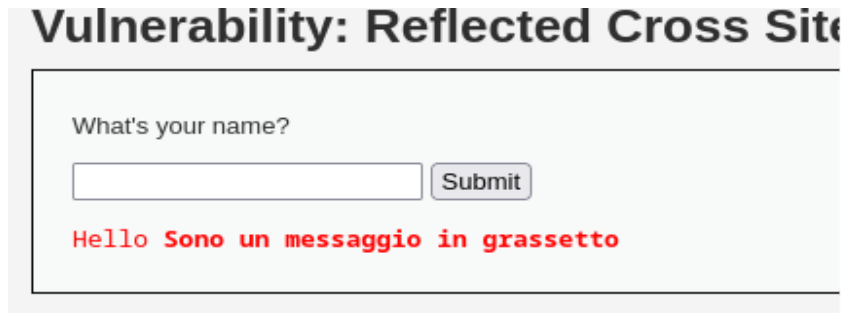 Vulnerability: Reflected Cross Site
What's your name?
Submit
Hello Sono un messaggio in grassetto